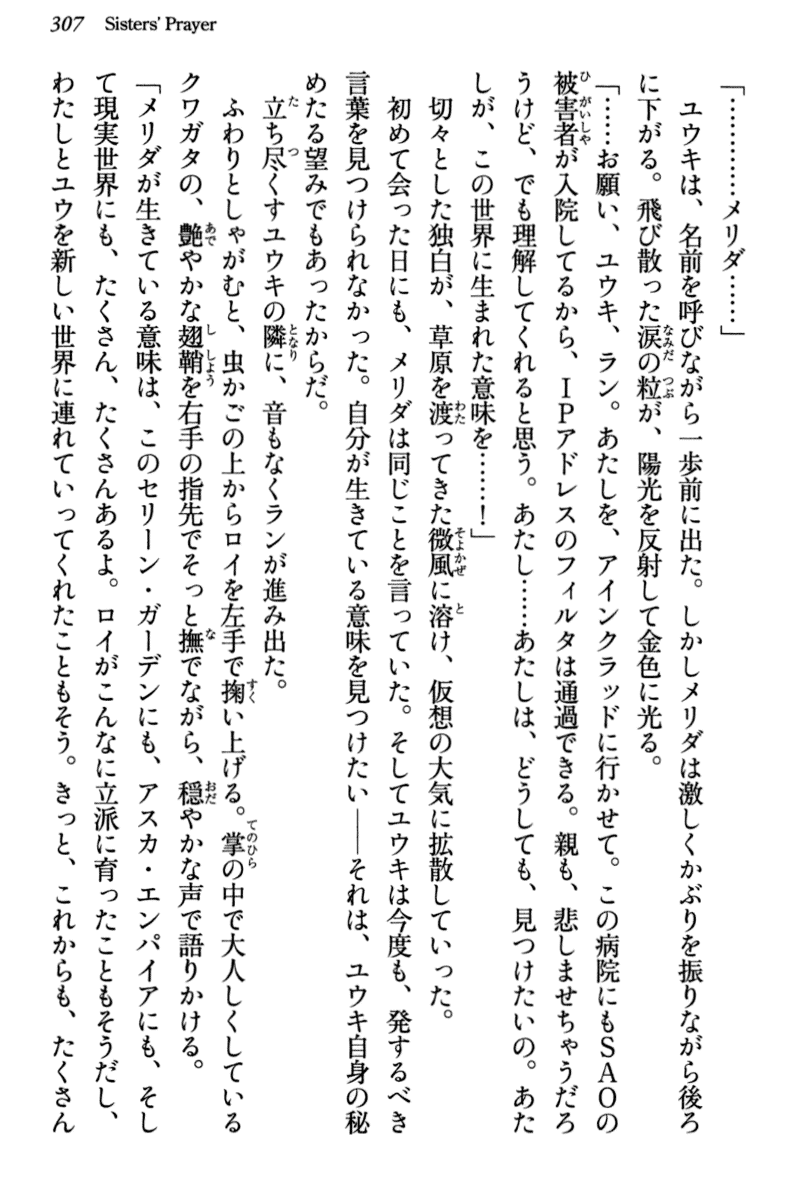 307 Sisters' Prayer
「…………メリダ……」
ユウキは、名前を呼びながら一歩前に出た。しかしメリダは激しくかぶりを振りながら後ろ
に下がる。飛び散った涙の粒が、陽光を反射して金色に光る。
「……お願い、ユウキ、ラン。あたしを、アインクラッドに行かせて。この病院にもSAOの
被害者が入院してるから、IPアドレスのフィルタは通過できる。親も、悲しませちゃうだろ
うけど、でも理解してくれると思う。あたし……あたしは、どうしても、見つけたいの。あた
しが、この世界に生まれた意味を……！」
切々とした独白が、草原を渡ってきた微風に溶け、仮想の大気に拡散していった。
初めて会った日にも、メリダは同じことを言っていた。そしてユウキは今度も、発するべき
言葉を見つけられなかった。自分が生きている意味を見つけたい――それは、ユウキ自身の秘
めたる望みでもあったからだ。
立ち尽くすユウキの隣に、音もなくランが進み出た。
ふわりとしゃがむと、虫かごの上からロイを左手で掬い上げる。掌の中で大人しくしている
クワガタの、艶やかな翅鞘を右手の指先でそっと撫でながら、穏やかな声で語りかける。
「メリダが生きている意味は、このセリーン・ガーデンにも、アスカ・エンパイアにも、そし
て現実世界にも、たくさん、たくさんあるよ。ロイがこんなに立派に育ったこともそうだし、
わたしとユウを新しい世界に連れていってくれたこともそう。きっと、これからも、たくさん